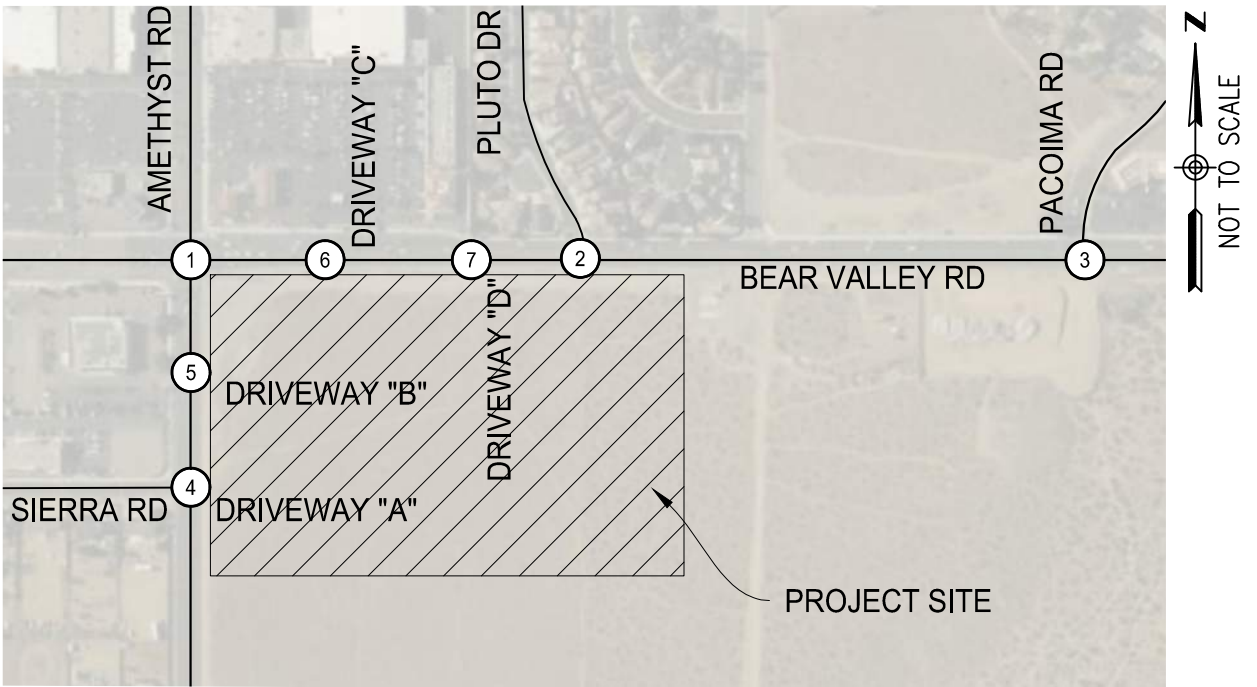 AMETHYST RD
DRIVEWAY "C"
PLUTO DR
PACOIMA RD
N
NOT TO SCALE
1
6
7
2
3
BEAR VALLEY RD
5
DRIVEWAY "B"
DRIVEWAY "D"
4
SIERRA RD
DRIVEWAY "A"
PROJECT SITE